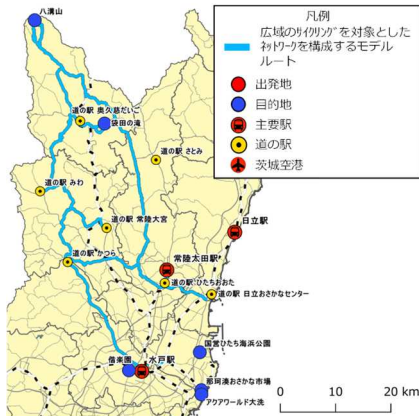 八溝山
凡例
広域のサイクリングを対象とした
ネットワークを構成するモデル
ルート
出発地
目的地
主要駅
道の駅
茨城空港
道の駅 奥久慈だいご
袋田の滝
道の駅 さとみ
道の駅 みわ
道の駅 常陸大宮
日立駅
道の駅 かつら
常陸太田駅
道の駅 ひたちおおた
道の駅 日立おさかなセンター
国営ひたち海浜公園
偕楽園
水戸駅
那珂湊おさかな市場
アクアワールド大洗
0 10 20 km